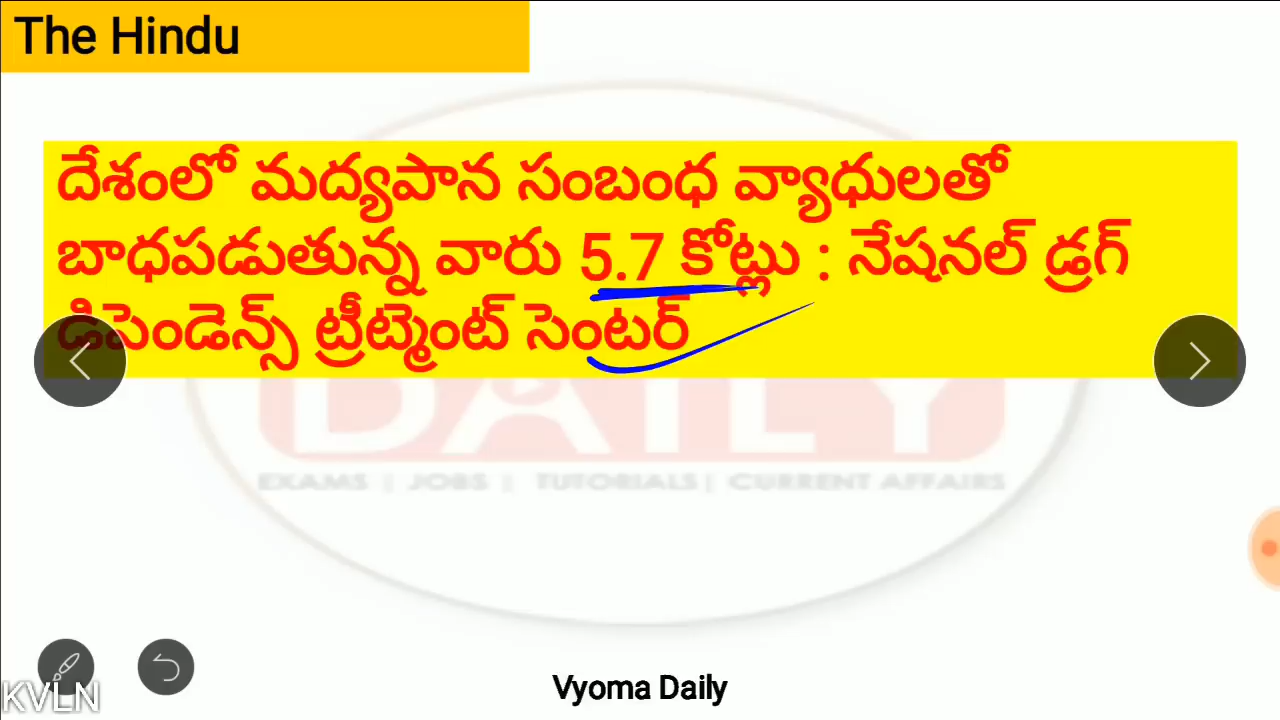 The Hindu
దేశంలో మద్యపాన సంబంధ వ్యాధులతో
బాధపడుతున్న వారు 5.7 కోట్లు : నేషనల్ డ్రగ్
డిపెండెన్స్ ట్రీట్మెంట్ సెంటర్
DAILY
EXAMS | JOBS | TUTORIALS | CURRENT AFFAIRS
KVLN
Vyoma Daily